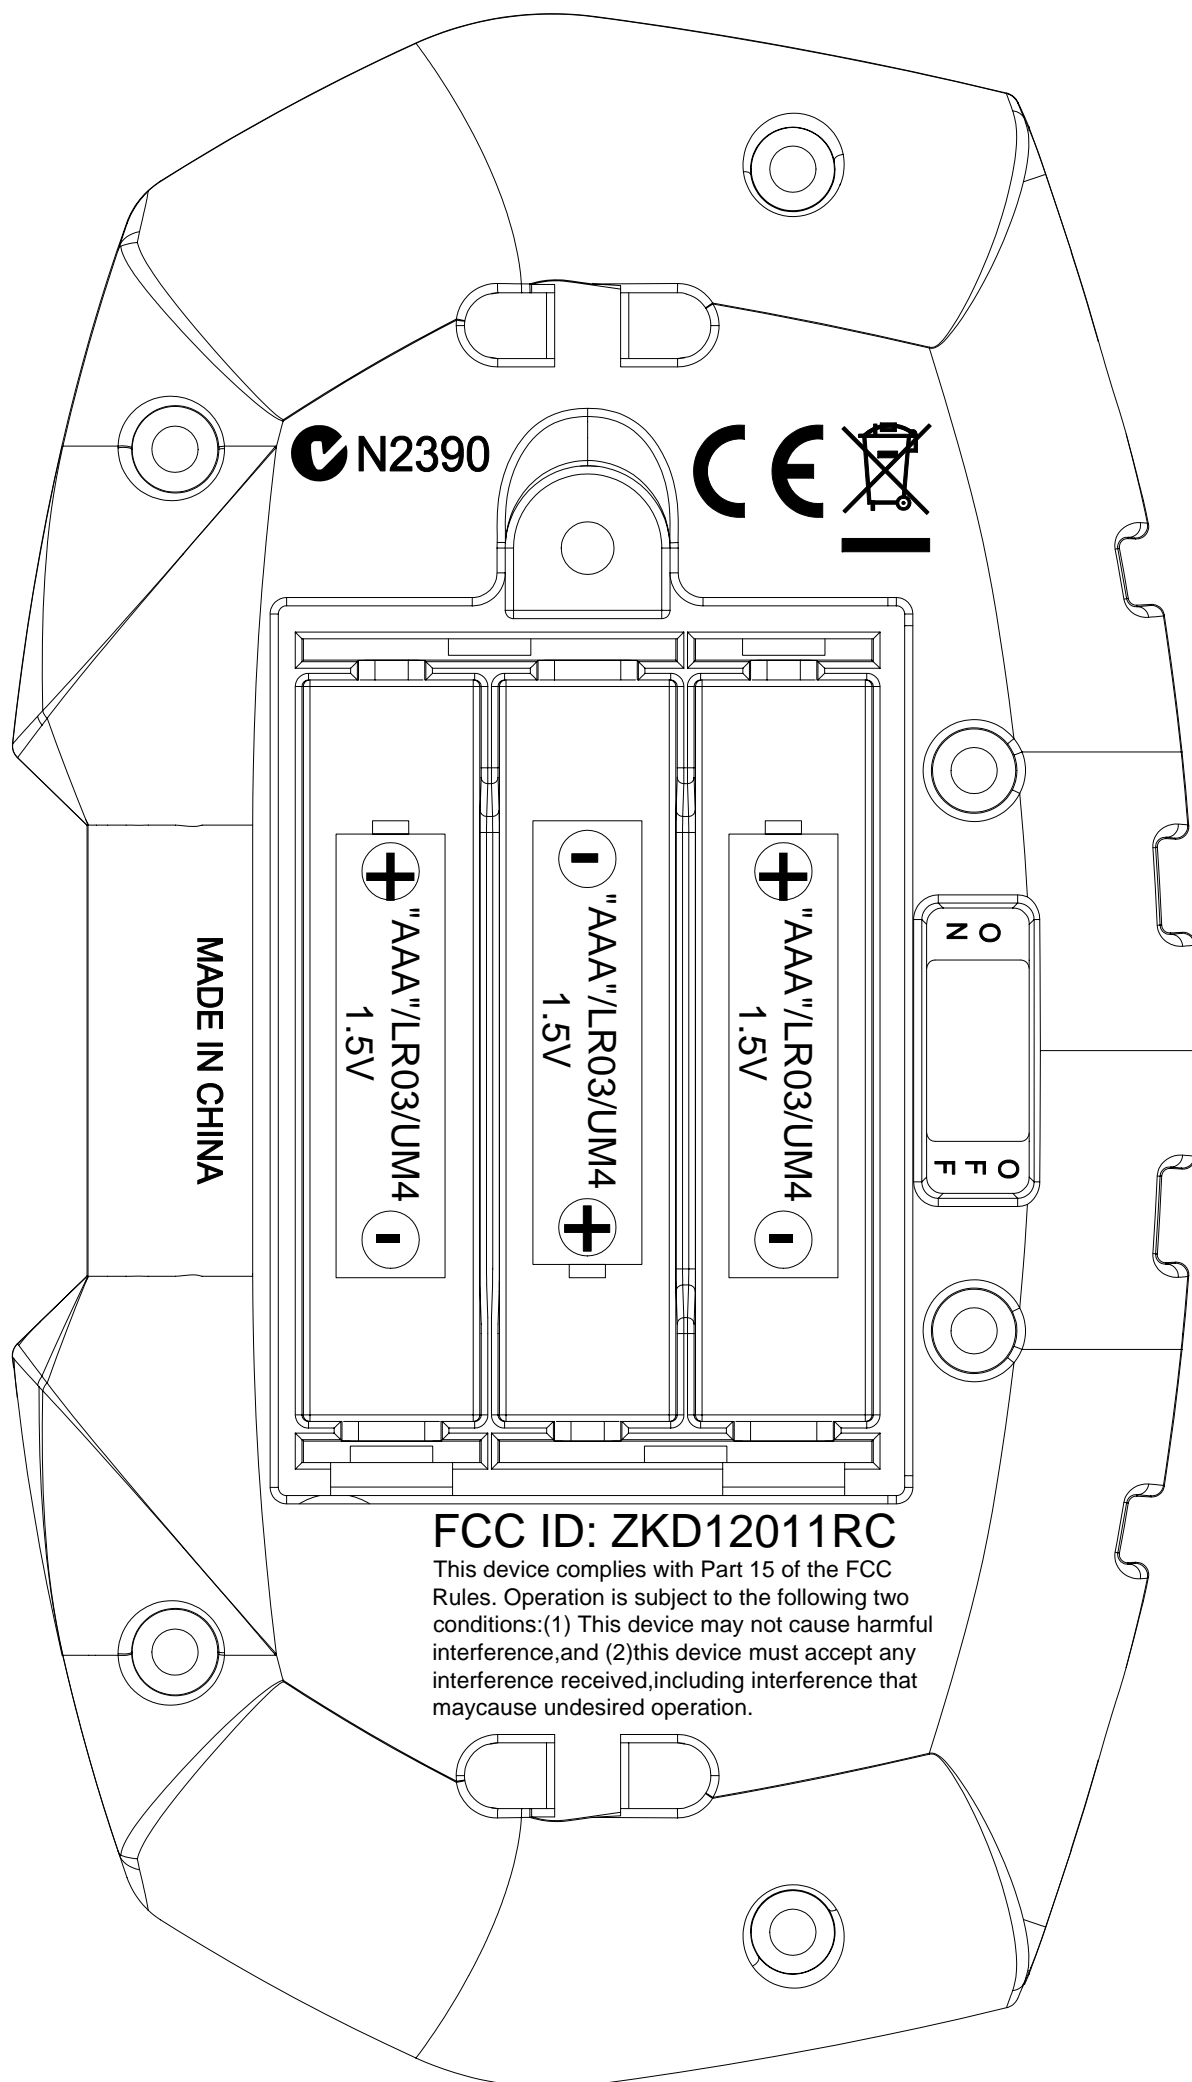 N2390
CE
MADE IN CHINA
+
"AAA"/LR03/UM4
1.5V
-
-
"AAA"/LR03/UM4
1.5V
+
+
"AAA"/LR03/UM4
1.5V
-
ON
OFF
FCC ID: ZKD12011RC
This device complies with Part 15 of the FCC
Rules. Operation is subject to the following two
conditions:(1) This device may not cause harmful
interference,and (2)this device must accept any
interference received,including interference that
maycause undesired operation.